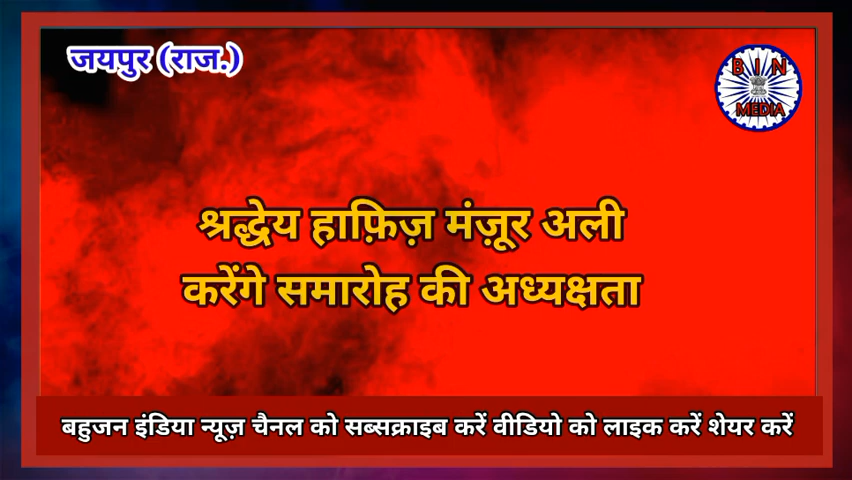 जयपुर (राज.)
B I N
MEDIA
श्रद्धेय हाफ़िज़ मंज़ूर अली
करेंगे समारोह की अध्यक्षता
बहुजन इंडिया न्यूज़ चैनल को सब्सक्राइब करें वीडियो को लाइक करें शेयर करें